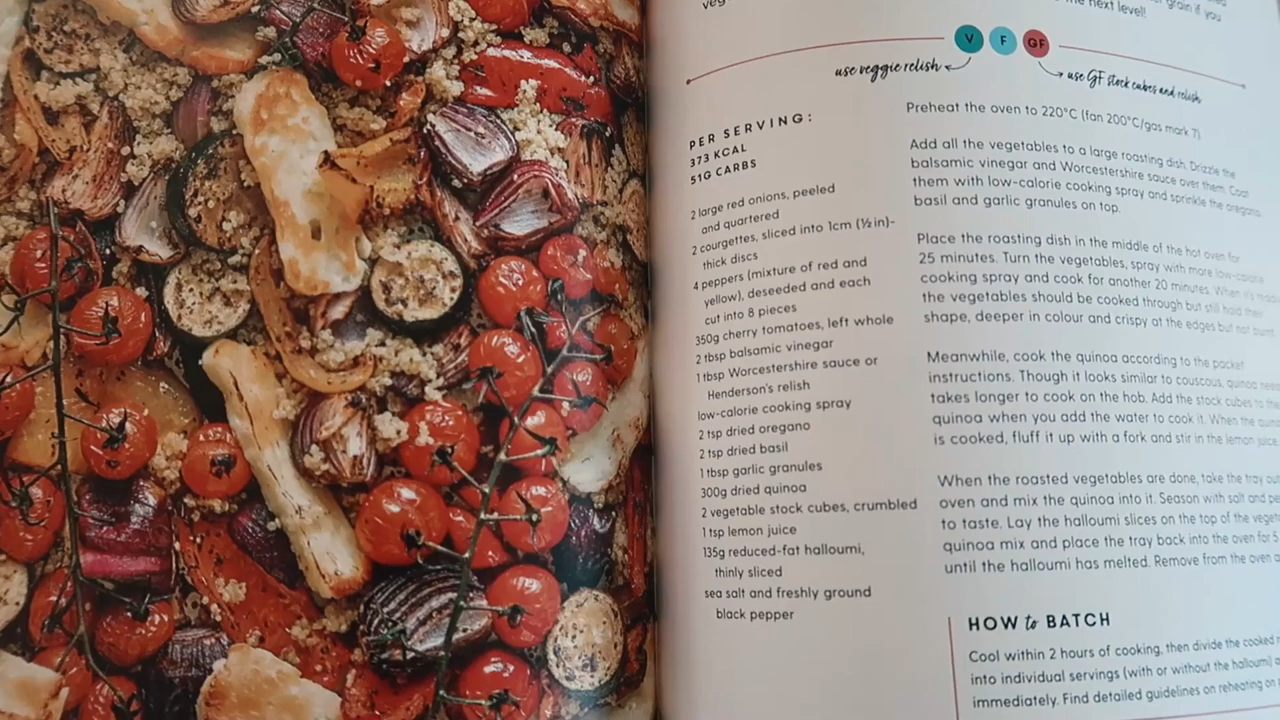 grain if you
the next level!
V F GF
use veggie relish
use GF stock cubes and relish
PER SERVING:
373 KCAL
51G CARBS
2 large red onions, peeled
and quartered
2 courgettes, sliced into 1cm (½in)-
thick discs
4 peppers (mixture of red and
yellow), deseeded and each
cut into 8 pieces
350g cherry tomatoes, left whole
2 tbsp balsamic vinegar
1 tbsp Worcestershire sauce or
Henderson's relish
low-calorie cooking spray
2 tsp dried oregano
2 tsp dried basil
1 tbsp garlic granules
300g dried quinoa
2 vegetable stock cubes, crumbled
1 tsp lemon juice
135g reduced-fat halloumi,
thinly sliced
sea salt and freshly ground
black pepper
Preheat the oven to 220°C (fan 200°C/gas mark 7)
Add all the vegetables to a large roasting dish. Drizzle the
balsamic vinegar and Worcestershire sauce over them. Coat
them with low-calorie cooking spray and sprinkle the oregano,
basil and garlic granules on top.
Place the roasting dish in the middle of the hot oven for
25 minutes. Turn the vegetables, spray with more low-calorie
cooking spray and cook for another 20 minutes. When it's
the vegetables should be cooked through but still hold their
shape, deeper in colour and crispy at the edges but not burnt.
Meanwhile, cook the quinoa according to the packet
instructions. Though it looks similar to couscous, quinoa
takes longer to cook on the hob. Add the stock cubes to the
quinoa when you add the water to cook it. When the
is cooked, fluff it up with a fork and stir in the lemon juice.
When the roasted vegetables are done, take the tray
oven and mix the quinoa into it. Season with salt and
to taste. Lay the halloumi slices on the top of the
quinoa mix and place the tray back into the oven for 5
until the halloumi has melted. Remove from the oven
HOW to BATCH
Cool within 2 hours of cooking, then divide the cooked
into individual servings (with or without the halloumi)
immediately. Find detailed guidelines on reheating on